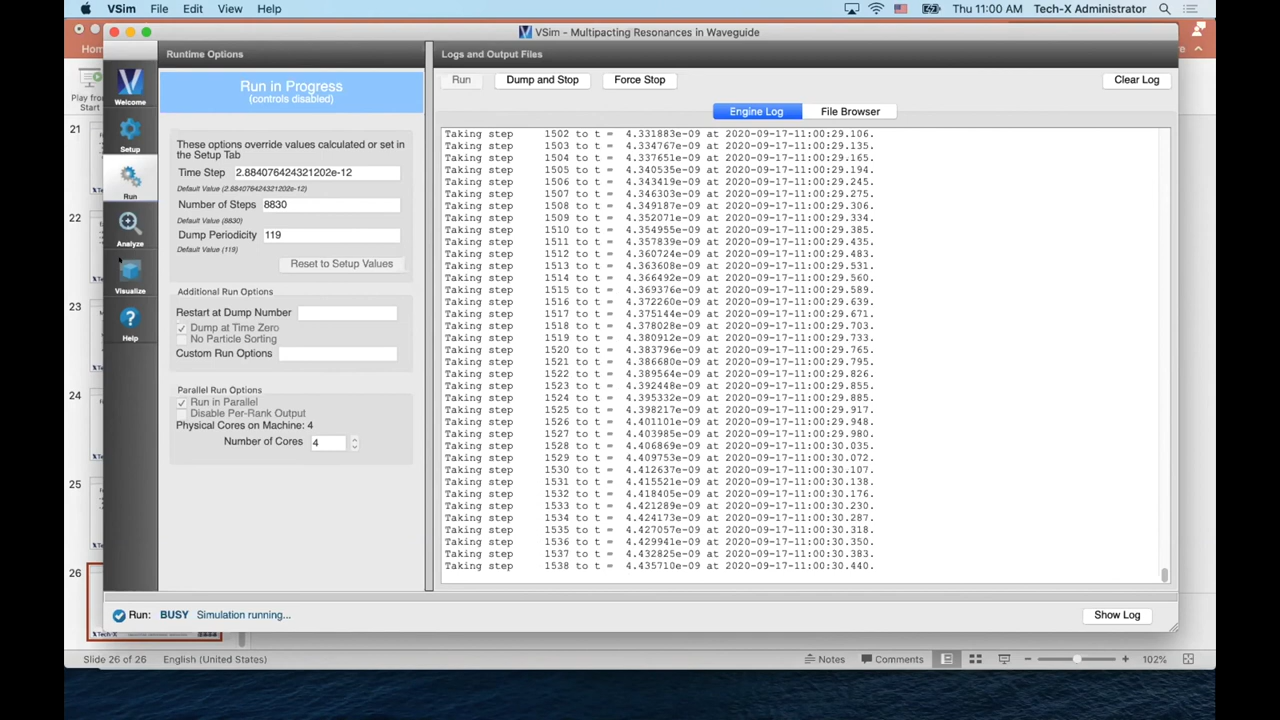 VSim File Edit View Help
Thu 11:00 AM Tech-X Administrator
VSim - Multipacting Resonances in Waveguide
Hom
Play from
Start
21
22
23
24
25
26
Welcome
Setup
Run
Analyze
Visualize
Help
Runtime Options
Run in Progress
(controls disabled)
These options override values calculated or set in
the Setup Tab
Time Step 2.884076424321202e-12
Default Value (2.884076424321202e-12)
Number of Steps 8830
Default Value (8830)
Dump Periodicity 119
Default Value (119)
Reset to Setup Values
Additional Run Options
Restart at Dump Number
Dump at Time Zero
No Particle Sorting
Custom Run Options
Parallel Run Options
Run in Parallel
Disable Per-Rank Output
Physical Cores on Machine: 4
Number of Cores 4
Logs and Output Files
Run Dump and Stop Force Stop Clear Log
Engine Log File Browser
Taking step 1502 to t = 4.331883e-09 at 2020-09-17-11:00:29.106.
Taking step 1503 to t = 4.334767e-09 at 2020-09-17-11:00:29.135.
Taking step 1504 to t = 4.337651e-09 at 2020-09-17-11:00:29.165.
Taking step 1505 to t = 4.340535e-09 at 2020-09-17-11:00:29.194.
Taking step 1506 to t = 4.343419e-09 at 2020-09-17-11:00:29.245.
Taking step 1507 to t = 4.346303e-09 at 2020-09-17-11:00:29.275.
Taking step 1508 to t = 4.349187e-09 at 2020-09-17-11:00:29.306.
Taking step 1509 to t = 4.352071e-09 at 2020-09-17-11:00:29.334.
Taking step 1510 to t = 4.354955e-09 at 2020-09-17-11:00:29.385.
Taking step 1511 to t = 4.357839e-09 at 2020-09-17-11:00:29.435.
Taking step 1512 to t = 4.360724e-09 at 2020-09-17-11:00:29.483.
Taking step 1513 to t = 4.363608e-09 at 2020-09-17-11:00:29.531.
Taking step 1514 to t = 4.366492e-09 at 2020-09-17-11:00:29.560.
Taking step 1515 to t = 4.369376e-09 at 2020-09-17-11:00:29.589.
Taking step 1516 to t = 4.372260e-09 at 2020-09-17-11:00:29.639.
Taking step 1517 to t = 4.375144e-09 at 2020-09-17-11:00:29.671.
Taking step 1518 to t = 4.378028e-09 at 2020-09-17-11:00:29.703.
Taking step 1519 to t = 4.380912e-09 at 2020-09-17-11:00:29.733.
Taking step 1520 to t = 4.383796e-09 at 2020-09-17-11:00:29.765.
Taking step 1521 to t = 4.386680e-09 at 2020-09-17-11:00:29.795.
Taking step 1522 to t = 4.389564e-09 at 2020-09-17-11:00:29.826.
Taking step 1523 to t = 4.392448e-09 at 2020-09-17-11:00:29.855.
Taking step 1524 to t = 4.395332e-09 at 2020-09-17-11:00:29.885.
Taking step 1525 to t = 4.398217e-09 at 2020-09-17-11:00:29.917.
Taking step 1526 to t = 4.401101e-09 at 2020-09-17-11:00:29.948.
Taking step 1527 to t = 4.403985e-09 at 2020-09-17-11:00:29.980.
Taking step 1528 to t = 4.406869e-09 at 2020-09-17-11:00:30.035.
Taking step 1529 to t = 4.409753e-09 at 2020-09-17-11:00:30.072.
Taking step 1530 to t = 4.412637e-09 at 2020-09-17-11:00:30.107.
Taking step 1531 to t = 4.415521e-09 at 2020-09-17-11:00:30.138.
Taking step 1532 to t = 4.418405e-09 at 2020-09-17-11:00:30.176.
Taking step 1533 to t = 4.421289e-09 at 2020-09-17-11:00:30.230.
Taking step 1534 to t = 4.424173e-09 at 2020-09-17-11:00:30.287.
Taking step 1535 to t = 4.427057e-09 at 2020-09-17-11:00:30.318.
Taking step 1536 to t = 4.429941e-09 at 2020-09-17-11:00:30.350.
Taking step 1537 to t = 4.432825e-09 at 2020-09-17-11:00:30.383.
Taking step 1538 to t = 4.435710e-09 at 2020-09-17-11:00:30.440.
Run: BUSY Simulation running...
Show Log
Tech-X
Slide 26 of 26 English (United States) Notes Comments 102%